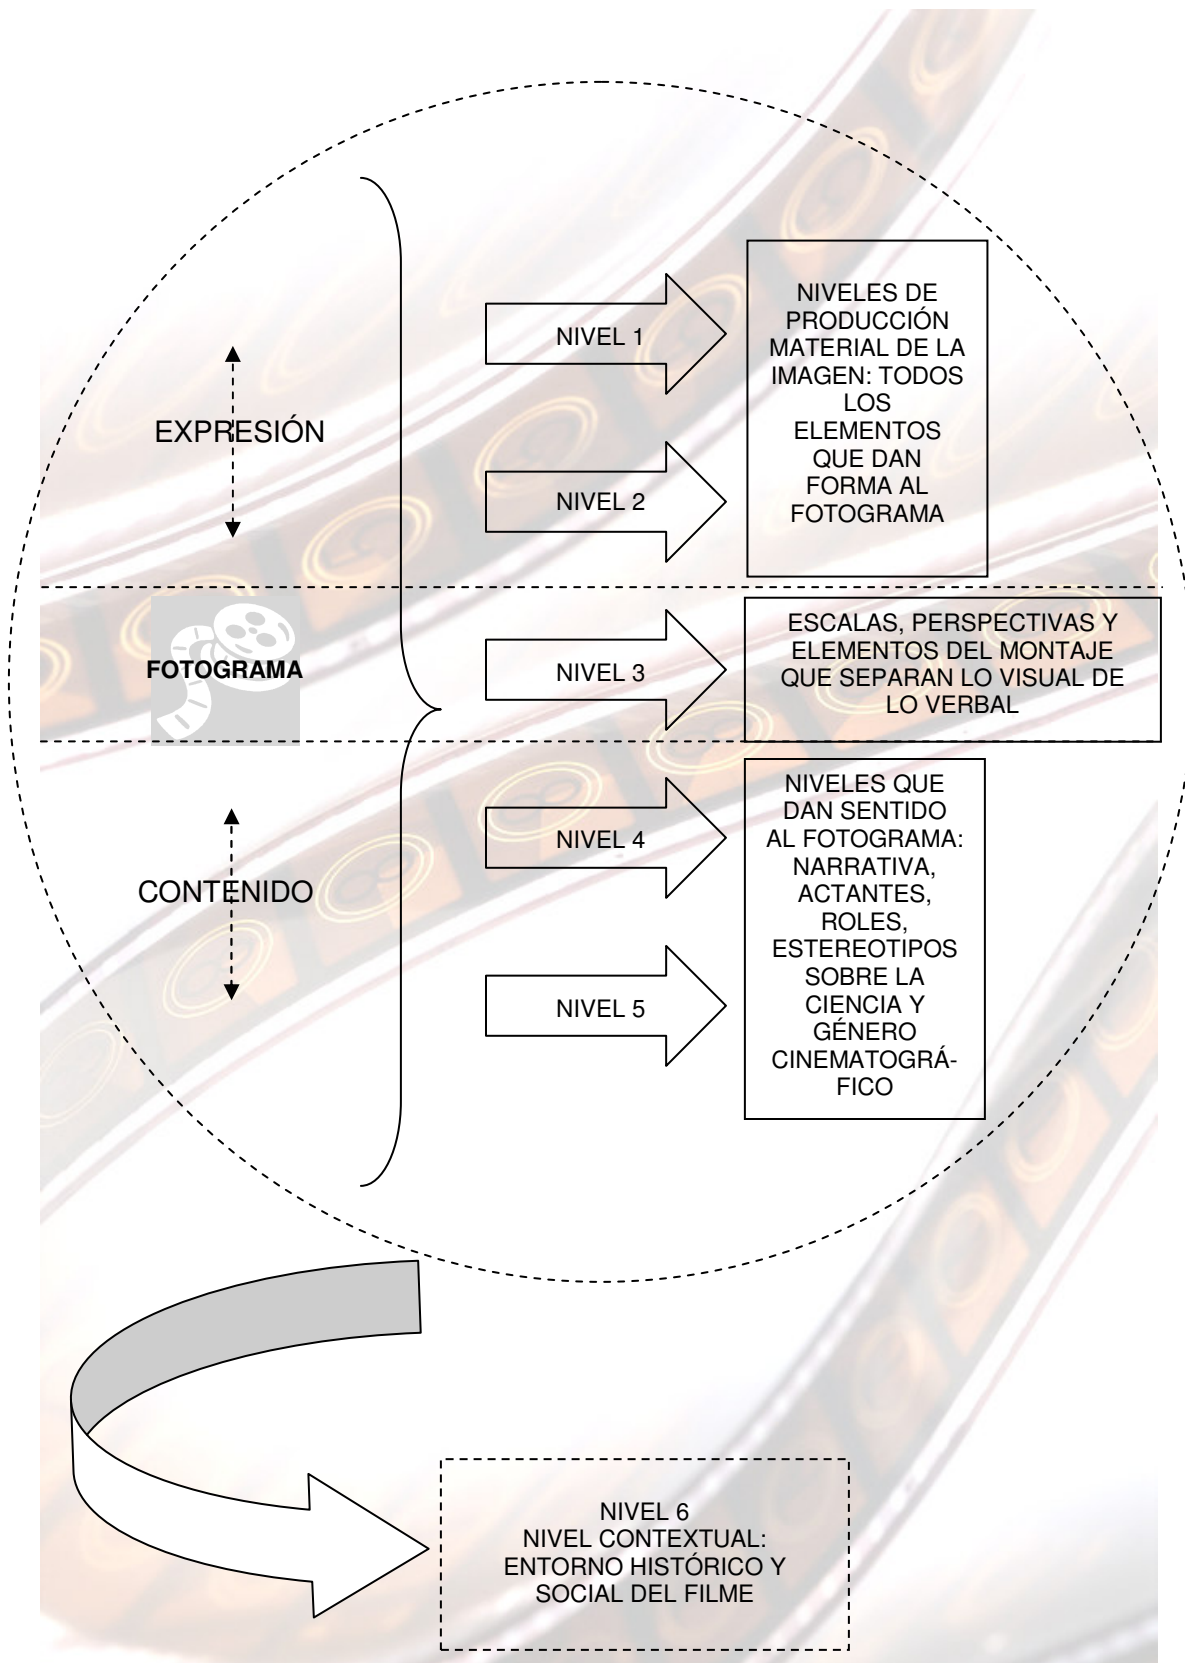 EXPRESIÓN
NIVEL 1
NIVEL 2
NIVELES DE
PRODUCCIÓN
MATERIAL DE LA
IMAGEN: TODOS
LOS
ELEMENTOS
QUE DAN
FORMA AL
FOTOGRAMA
FOTOGRAMA
NIVEL 3
ESCALAS, PERSPECTIVAS Y
ELEMENTOS DEL MONTAJE
QUE SEPARAN LO VISUAL DE
LO VERBAL
CONTENIDO
NIVEL 4
NIVEL 5
NIVELES QUE
DAN SENTIDO
AL FOTOGRAMA:
NARRATIVA,
ACTANTES,
ROLES,
ESTEREOTIPOS
SOBRE LA
CIENCIA Y
GÉNERO
CINEMATOGRÁ-
FICO
NIVEL 6
NIVEL CONTEXTUAL:
ENTORNO HISTÓRICO Y
SOCIAL DEL FILME